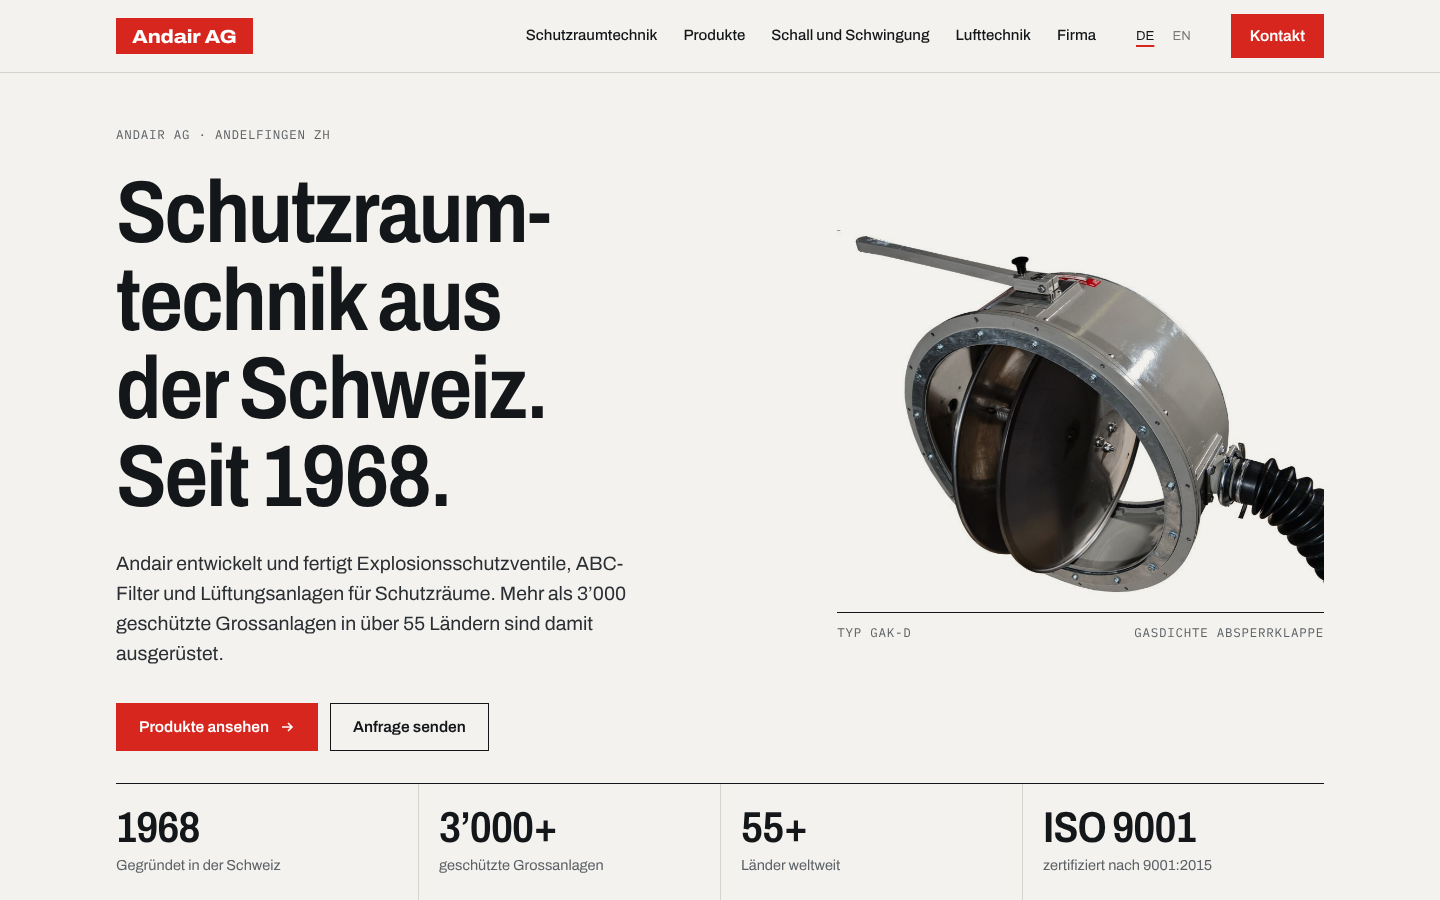 Andair AG
Schutzraumtechnik
Produkte
Schall und Schwingung
Lufttechnik
Firma
DE
EN
Kontakt
ANDAIR AG · ANDELFINGEN ZH
Schutzraum-
technik aus
der Schweiz.
Seit 1968.
Andair entwickelt und fertigt Explosionsschutzventile, ABC-
Filter und Lüftungsanlagen für Schutzräume. Mehr als 3’000
geschützte Grossanlagen in über 55 Ländern sind damit
ausgerüstet.
Produkte ansehen →
Anfrage senden
TYP GAK-D
GASDICHTE ABSPERRKLAPPE
1968
Gegründet in der Schweiz
3’000+
geschützte Grossanlagen
55+
Länder weltweit
ISO 9001
zertifiziert nach 9001:2015